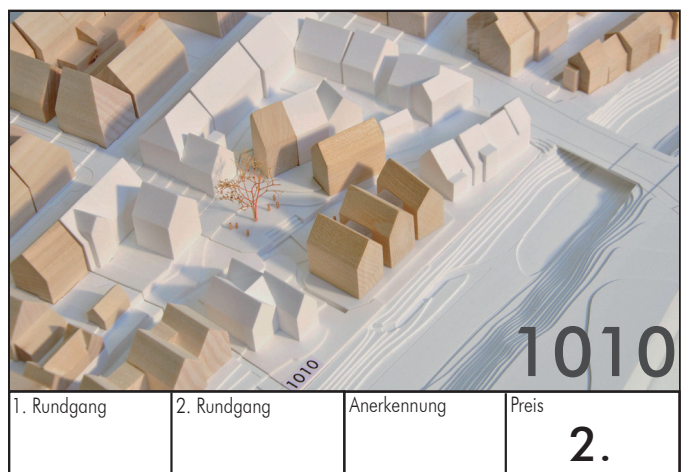 1010
1010
1. Rundgang
2. Rundgang
Anerkennung
Preis
2.